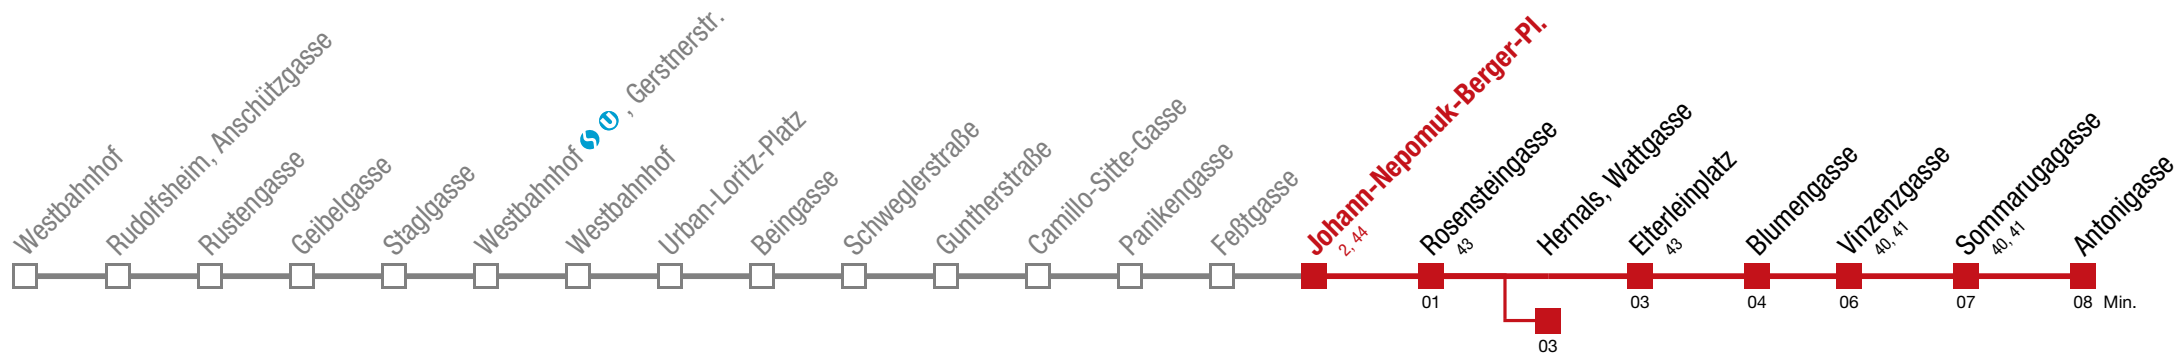 Westbahnhof
Rudolfsheim, Anschützgasse
Rustengasse
Geibelgasse
Staglgasse
Westbahnhof S U , Gerstnerstr.
Westbahnhof
Urban-Loritz-Platz
Beingasse
Schweglerstraße
Guntherstraße
Camillo-Sitte-Gasse
Panikengasse
Feßtgasse
Johann-Nepomuk-Berger-Pl.
2, 44
Rosensteingasse
43
Hernals, Wattgasse
Elterleinplatz
43
Blumengasse
Vinzenzgasse
40, 41
Sommarugagasse
40, 41
Antonigasse
01
03
04
06
07
08 Min.
03